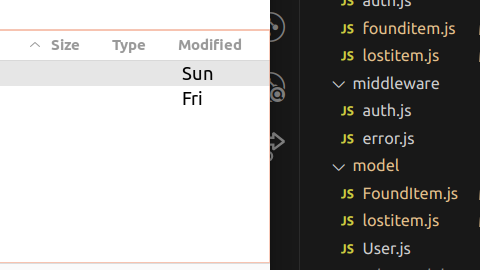 Size Type Modified
Sun
Fri
JS auth.js
JS founditem.js
JS lostitem.js
middleware
JS auth.js
JS error.js
model
JS FoundItem.js
JS lostitem.js
JS User.js